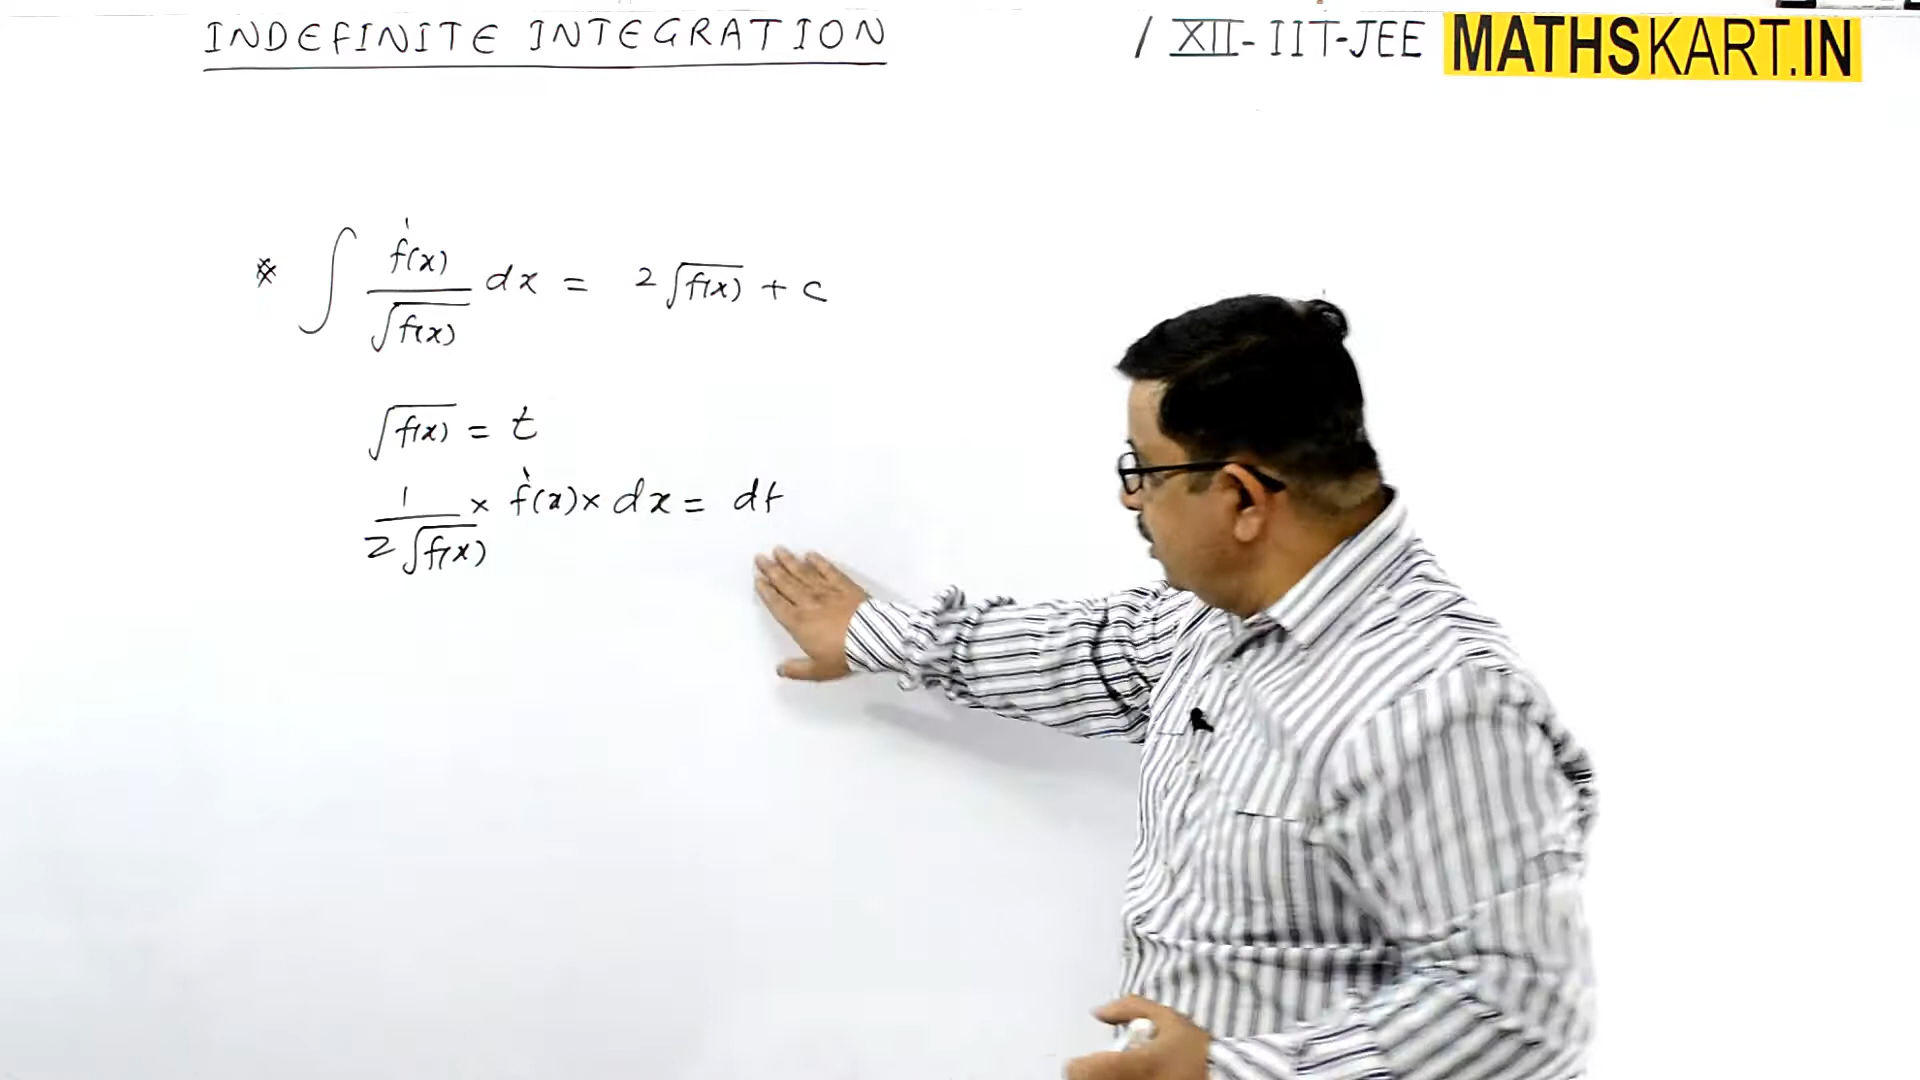 INDEFINITE INTEGRATION / XII-IIT-JEE MATHSKART.IN
* ∫ f'(x)/√f(x) dx = 2√f(x) + c
√f(x) = t
1/2√f(x) × f'(x) × dx = dt